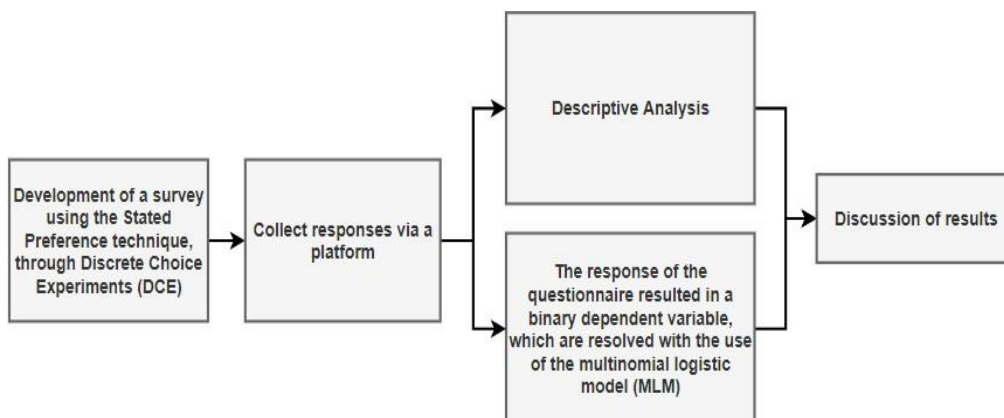 Development of a survey
using the Stated
Preference technique,
through Discrete Choice
Experiments (DCE)
Collect responses via a
platform
Descriptive Analysis
The response of the
questionnaire resulted in a
binary dependent variable,
which are resolved with the use
of the multinomial logistic
model (MLM)
Discussion of results